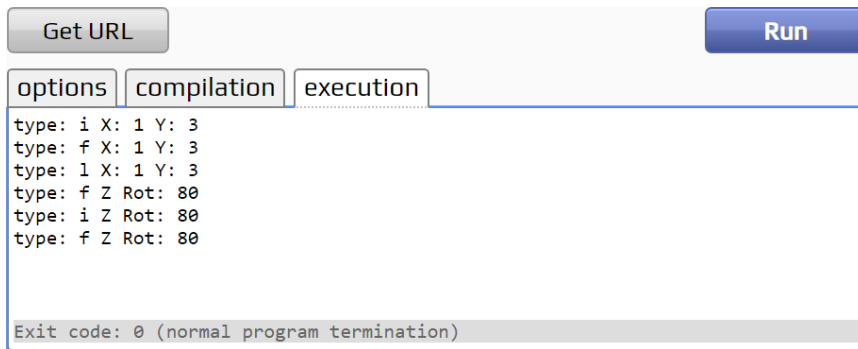 Get URL
Run
options compilation execution
type: i X: 1 Y: 3
type: f X: 1 Y: 3
type: l X: 1 Y: 3
type: f Z Rot: 80
type: i Z Rot: 80
type: f Z Rot: 80
Exit code: 0 (normal program termination)